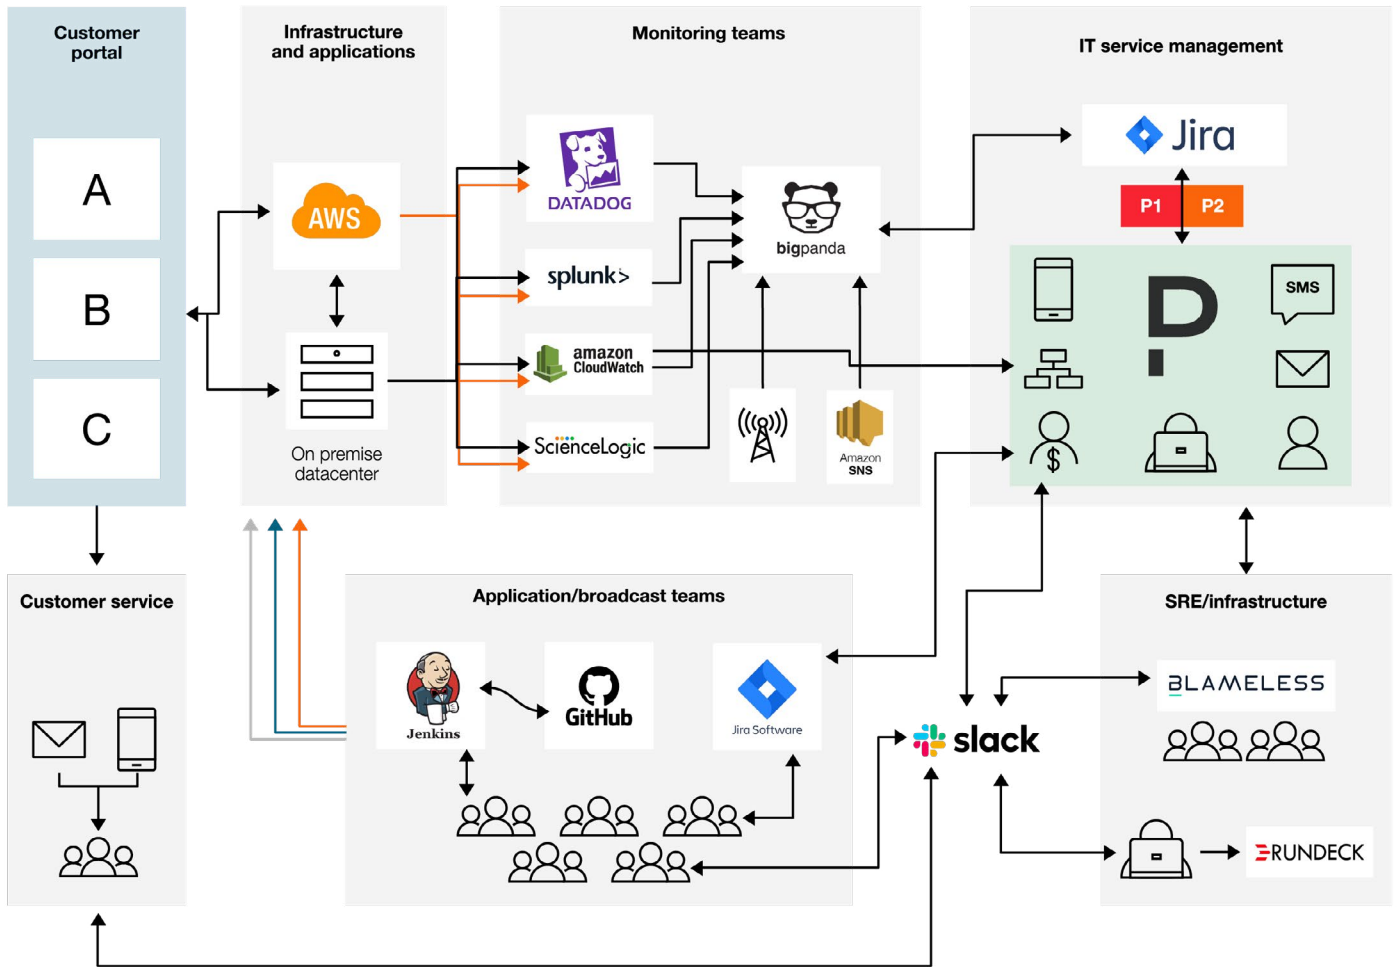 Customer
portal
A
B
C
Infrastructure
and applications
AWS
On premise
datacenter
Monitoring teams
DATADOG
splunk>
amazon
CloudWatch
ScienceLogic
bigpanda
Amazon
SNS
IT service management
Jira
P1
P2
P
SMS
$
Customer service
Application/broadcast teams
Jenkins
GitHub
Jira Software
slack
SRE/infrastructure
BLAMELESS
RUNDECK